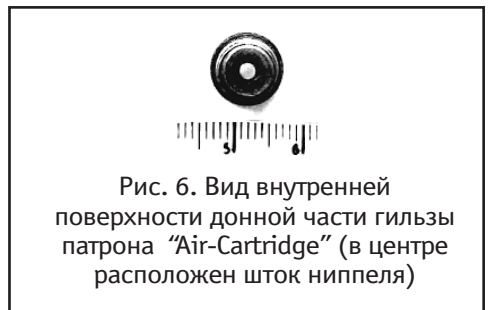 5 6
Рис. 6. Вид внутренней
поверхности донной части гильзы
патрона “Air-Cartridge” (в центре
расположен шток ниппеля)